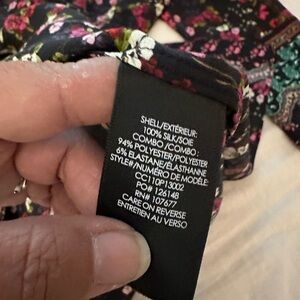 SHELL/EXTÉRIEUR:
100% SILK/SOIE
COMBO/COMBO:
94% POLYESTER/POLYESTER
6% ELASTANE/ÉLASTHANNE
STYLE#/NUMÉRO DE MODÈLE:
CC110P13002
PO# 126148
RN# 107677
CARE ON REVERSE
ENTRETIEN AU VERSO